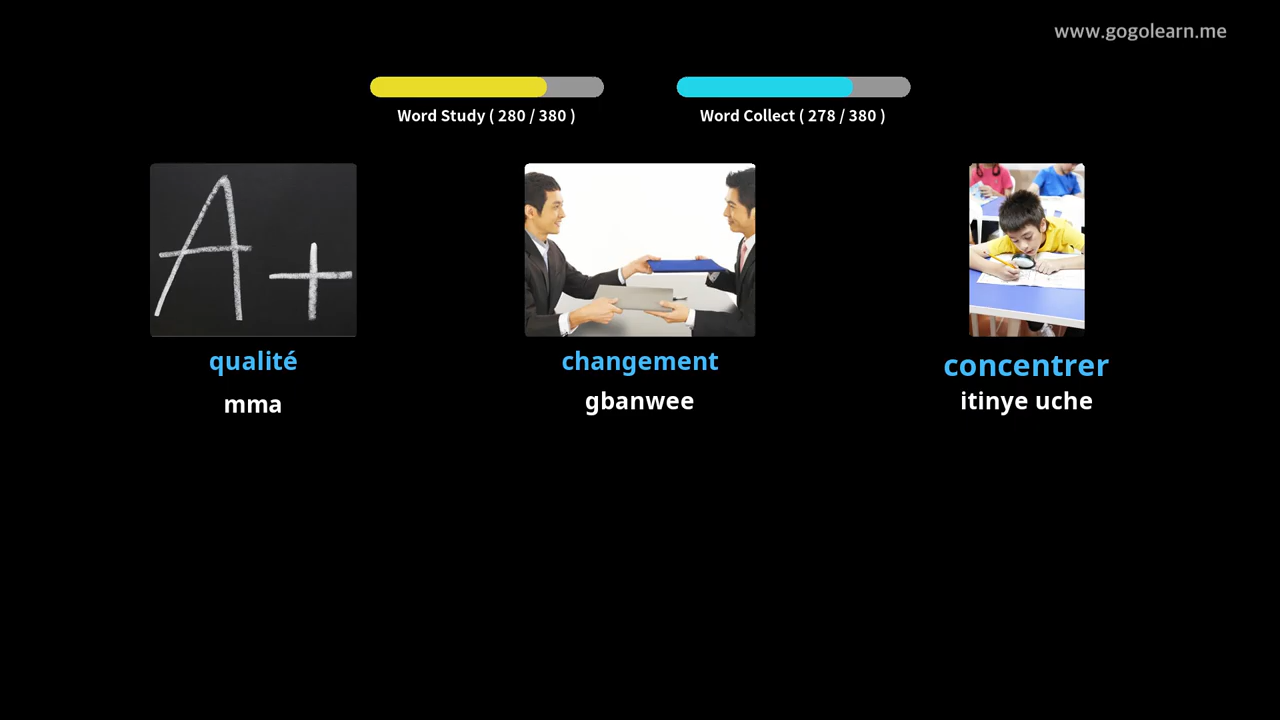 www.gogolearn.me
Word Study ( 280 / 380 )
Word Collect ( 278 / 380 )
A+
qualité
changement
concentrer
mma
gbanwee
itinye uche